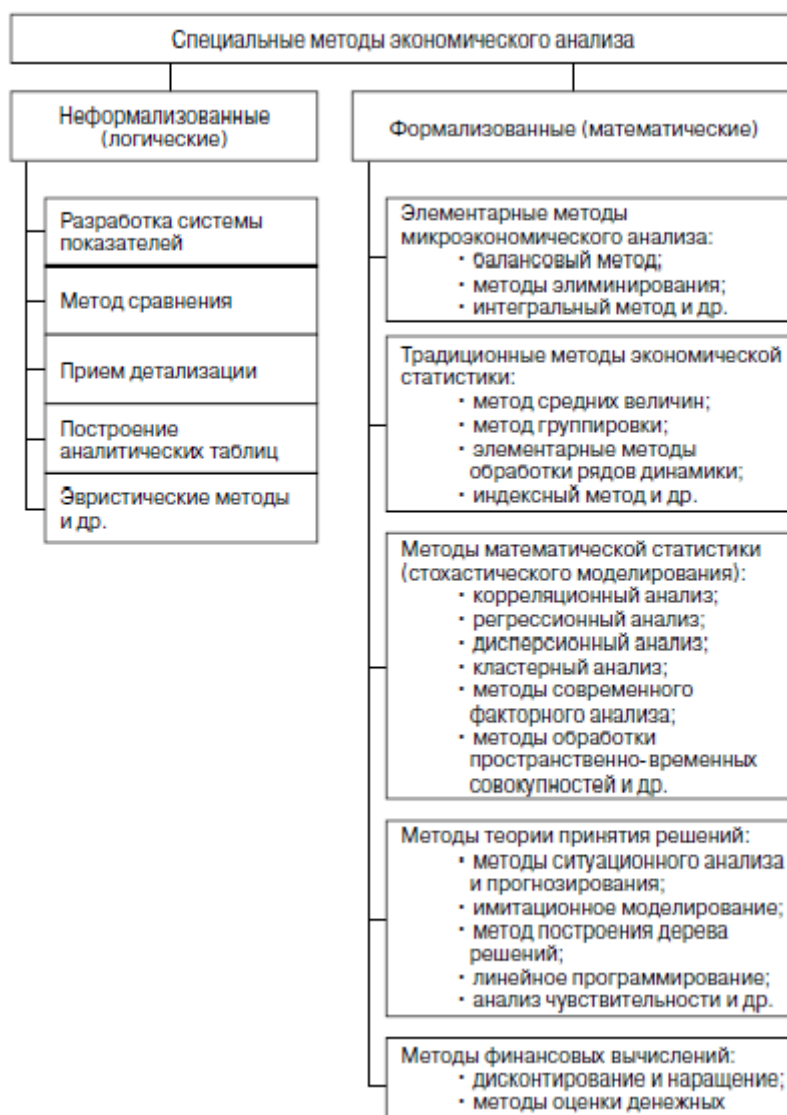 Специальные методы экономического анализа
Неформализованные
(логические)
Разработка системы
показателей
Метод сравнения
Прием детализации
Построение
аналитических таблиц
Эвристические методы
и др.
Формализованные (математические)
Элементарные методы
микроэкономического анализа:
• балансовый метод;
• методы элиминирования;
• интегральный метод и др.
Традиционные методы экономической
статистики:
• метод средних величин;
• метод группировки;
• элементарные методы
обработки рядов динамики;
• индексный метод и др.
Методы математической статистики
(стохастического моделирования):
• корреляционный анализ;
• регрессионный анализ;
• дисперсионный анализ;
• кластерный анализ;
• методы современного
факторного анализа;
• методы обработки
пространственно-временных
совокупностей и др.
Методы теории принятия решений:
• методы ситуационного анализа
и прогнозирования;
• имитационное моделирование;
• метод построения дерева
решений;
• линейное программирование;
• анализ чувствительности и др.
Методы финансовых вычислений:
• дисконтирование и наращение;
• методы оценки денежных